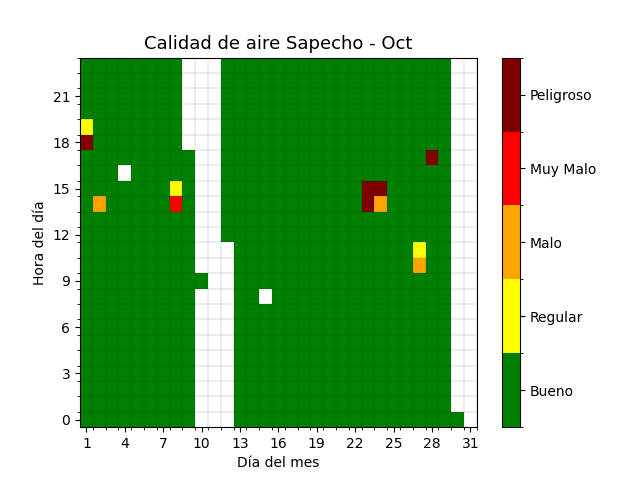 Calidad de aire Sapecho - Oct
Hora del día
21
18
15
12
9
6
3
0
1 4 7 10 13 16 19 22 25 28 31
Día del mes
Peligroso
Muy Malo
Malo
Regular
Bueno